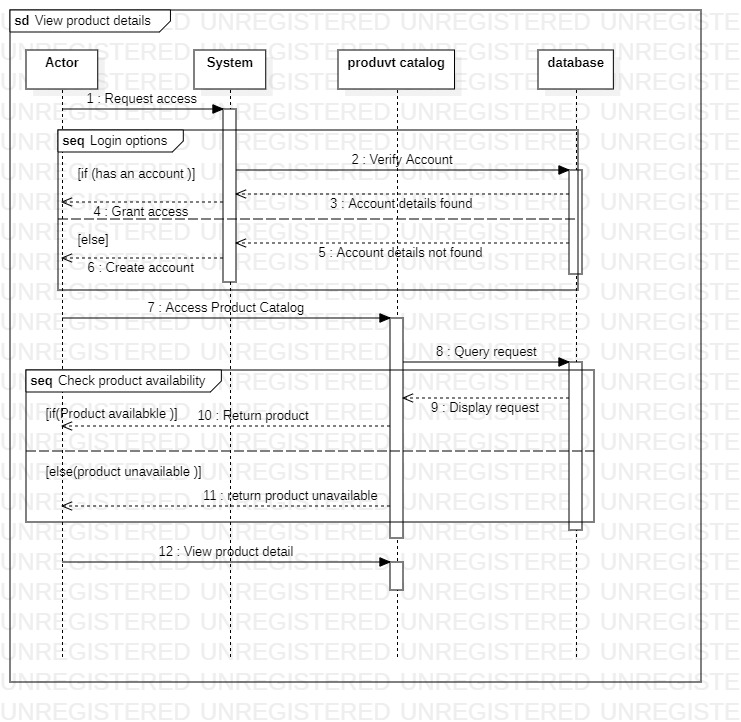 sd View product details
Actor
System
produvt catalog
database
1 : Request access
seq Login options
2 : Verify Account
[if (has an account )]
3 : Account details found
4 : Grant access
[else]
5 : Account details not found
6 : Create account
7 : Access Product Catalog
8 : Query request
seq Check product availability
9 : Display request
[if(Product availabkle )]
10 : Return product
[else(product unavailable )]
11 : return product unavailable
12 : View product detail
UNREGISTERED